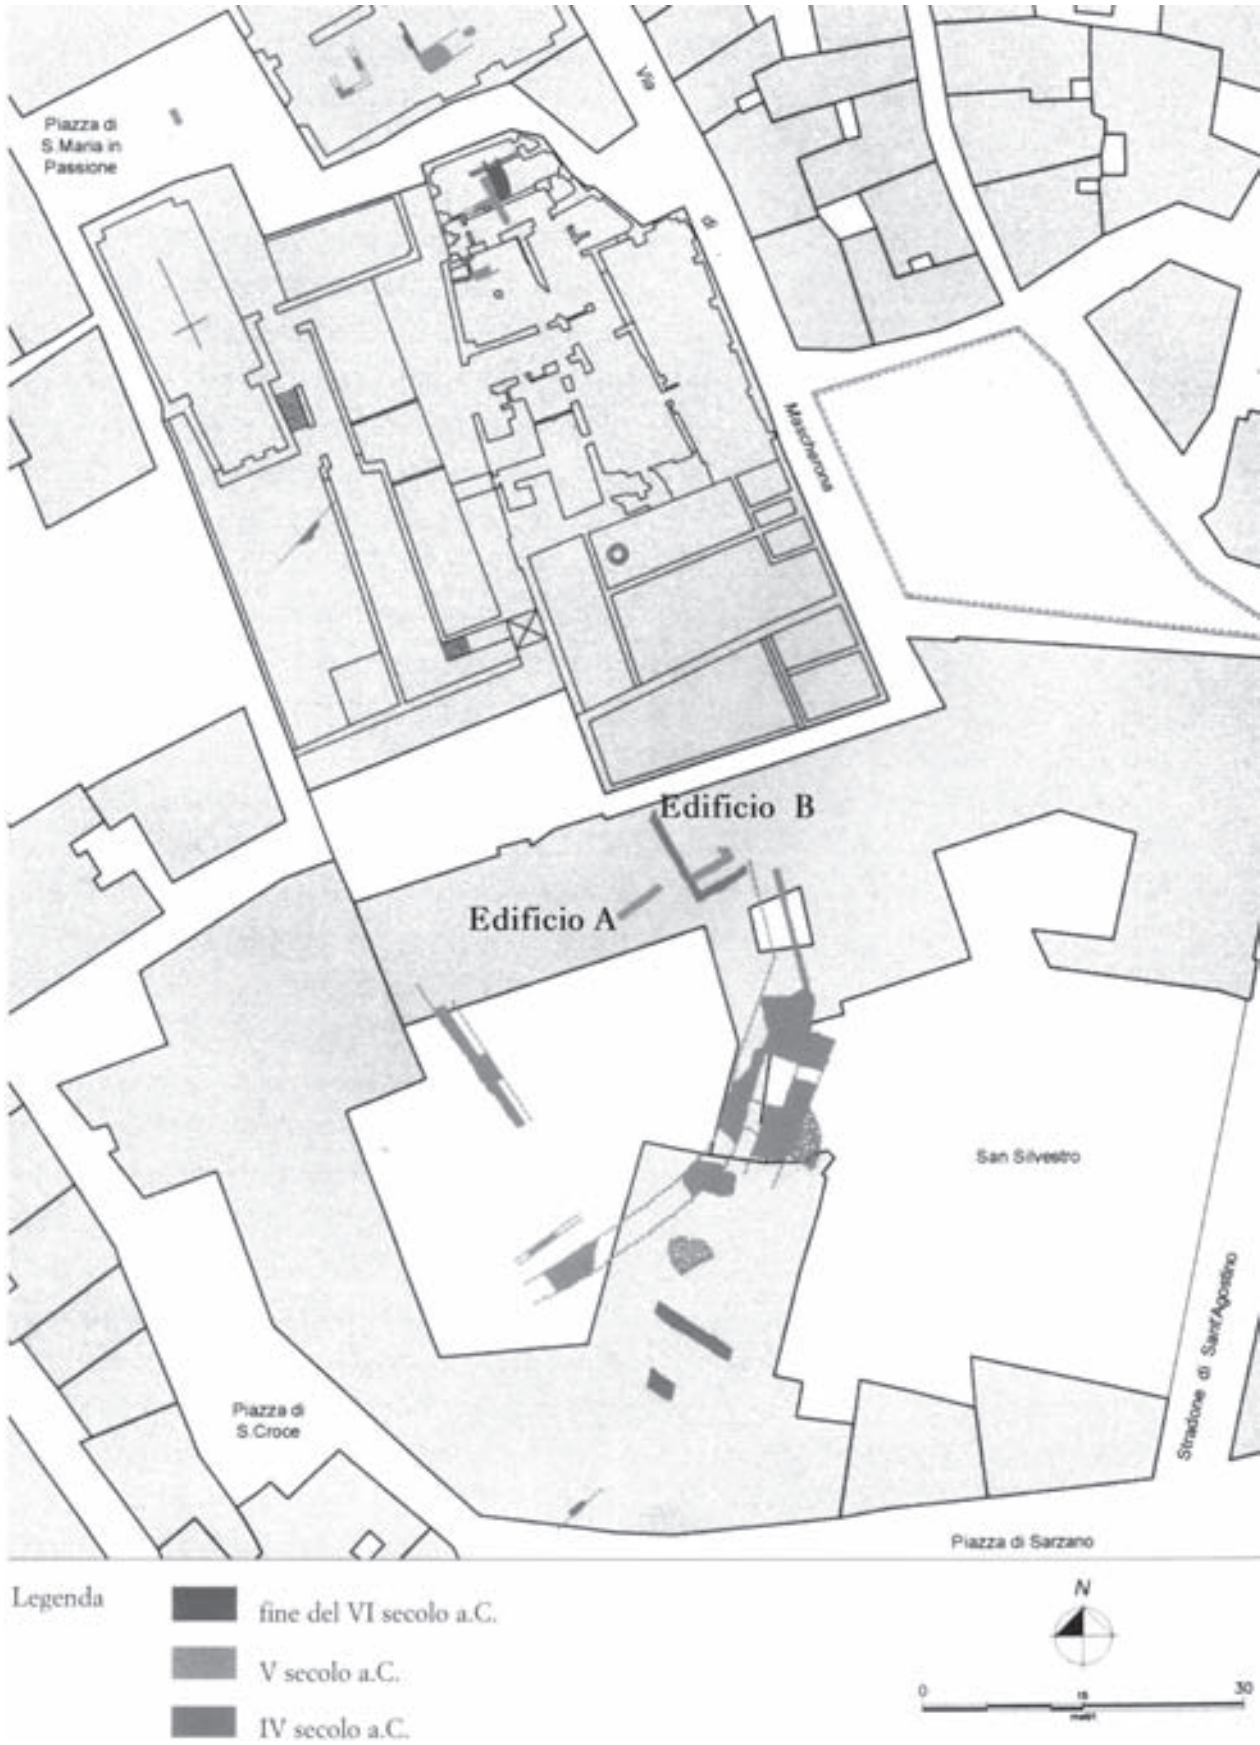 Via
Piazza di
S.Maria in
Passione
di
Mascherona
Edificio B
Edificio A
San Silvestro
Stradone di Sant'Agostino
Piazza di
S.Croce
Piazza di Sarzano
Legenda
fine del VI secolo a.C.
V secolo a.C.
IV secolo a.C.
N
0 15 30
metri